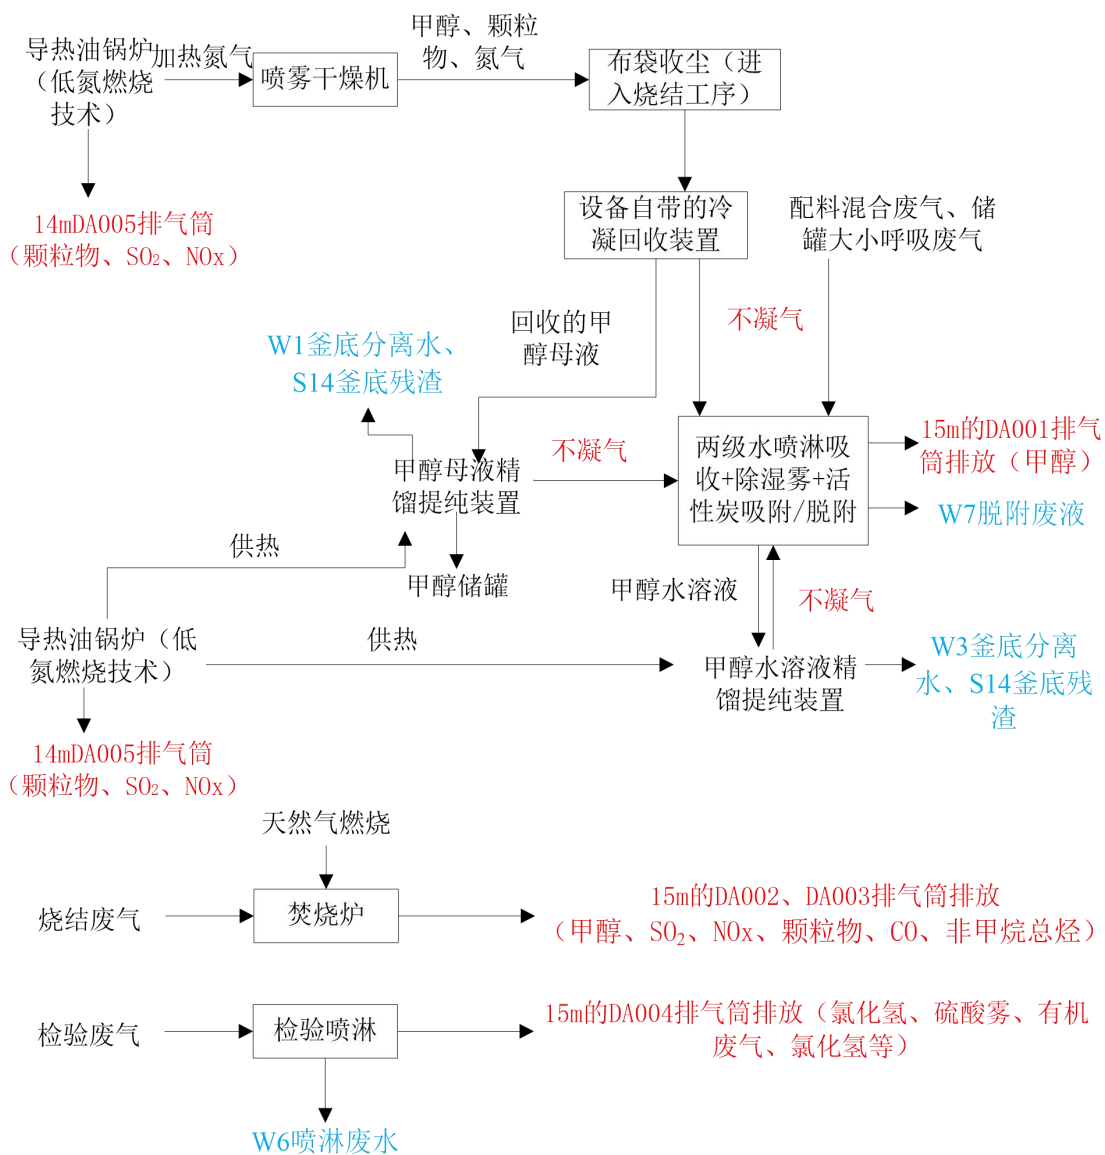 导热油锅炉
（低氮燃烧
技术）
加热氮气
喷雾干燥机
甲醇、颗粒
物、氮气
布袋收尘（进
入烧结工序）
14mDA005排气筒
（颗粒物、SO₂、NOx）
设备自带的冷
凝回收装置
配料混合废气、储
罐大小呼吸废气
回收的甲
醇母液
不凝气
W1釜底分离水、
S14釜底残渣
甲醇母液精
馏提纯装置
不凝气
两级水喷淋吸
收+除湿雾+活
性炭吸附/脱附
15m的DA001排气
筒排放（甲醇）
W7脱附废液
供热
甲醇储罐
甲醇水溶液
不凝气
导热油锅炉（低
氮燃烧技术）
供热
甲醇水溶液精
馏提纯装置
W3釜底分离
水、S14釜底残
渣
14mDA005排气筒
（颗粒物、SO₂、NOx）
天然气燃烧
烧结废气
焚烧炉
15m的DA002、DA003排气筒排放
（甲醇、SO₂、NOx、颗粒物、CO、非甲烷总烃）
检验废气
检验喷淋
15m的DA004排气筒排放（氯化氢、硫酸雾、有机
废气、氯化氢等）
W6喷淋废水